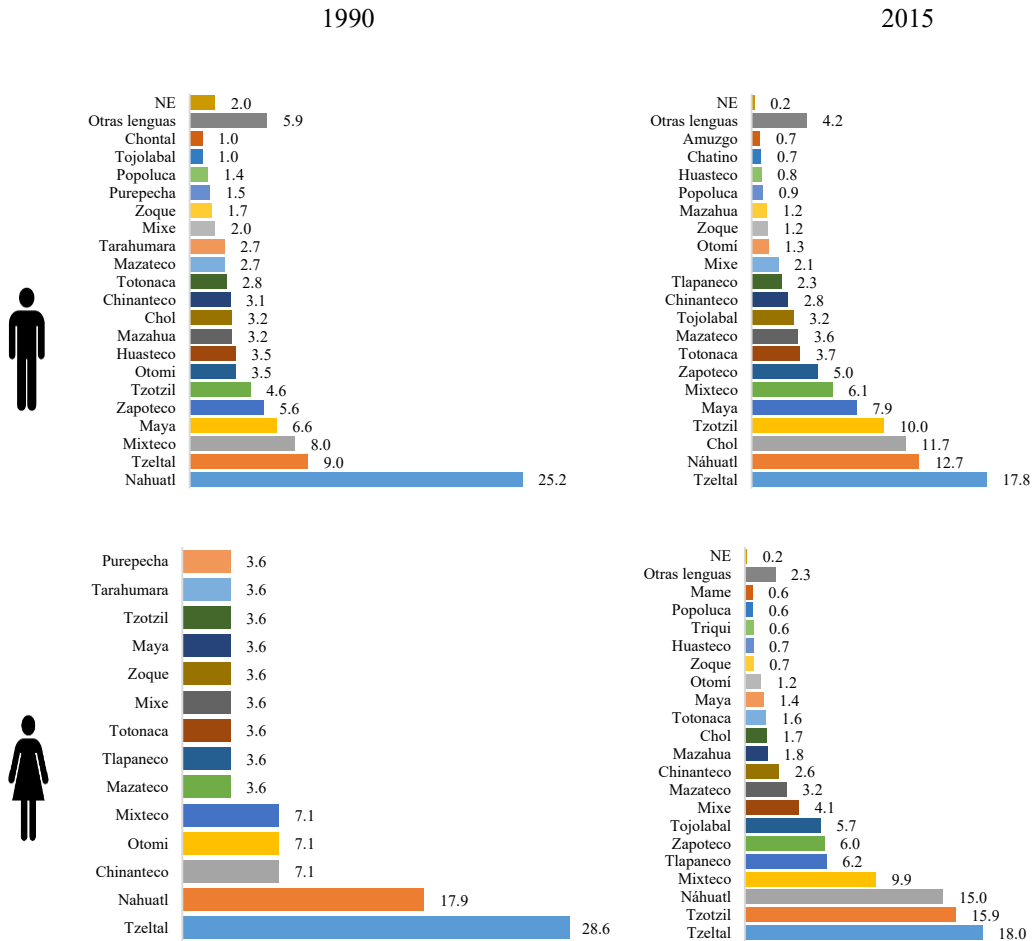 1990
2015
NE 2.0
Otras lenguas 5.9
Chontal 1.0
Tojolabal 1.0
Popoluca 1.4
Purepecha 1.5
Zoque 1.7
Mixe 2.0
Tarahumara 2.7
Mazateco 2.7
Totonaca 2.8
Chinanteco 3.1
Chol 3.2
Mazahua 3.2
Huasteco 3.5
Otomi 3.5
Tzotzil 4.6
Zapoteco 5.6
Maya 6.6
Mixteco 8.0
Tzeltal 9.0
Nahuatl 25.2
NE 0.2
Otras lenguas 4.2
Amuzgo 0.7
Chatino 0.7
Huasteco 0.8
Popoluca 0.9
Mazahua 1.2
Zoque 1.2
Otomí 1.3
Mixe 2.1
Tlapaneco 2.3
Chinanteco 2.8
Tojolabal 3.2
Mazateco 3.6
Totonaca 3.7
Zapoteco 5.0
Mixteco 6.1
Maya 7.9
Tzotzil 10.0
Chol 11.7
Náhuatl 12.7
Tzeltal 17.8
Purepecha 3.6
Tarahumara 3.6
Tzotzil 3.6
Maya 3.6
Zoque 3.6
Mixe 3.6
Totonaca 3.6
Tlapaneco 3.6
Mazateco 3.6
Mixteco 7.1
Otomi 7.1
Chinanteco 7.1
Nahuatl 17.9
Tzeltal 28.6
NE 0.2
Otras lenguas 2.3
Mame 0.6
Popoluca 0.6
Triqui 0.6
Huasteco 0.7
Zoque 0.7
Otomí 1.2
Maya 1.4
Totonaca 1.6
Chol 1.7
Mazahua 1.8
Chinanteco 2.6
Mazateco 3.2
Mixe 4.1
Tojolabal 5.7
Zapoteco 6.0
Tlapaneco 6.2
Mixteco 9.9
Náhuatl 15.0
Tzotzil 15.9
Tzeltal 18.0